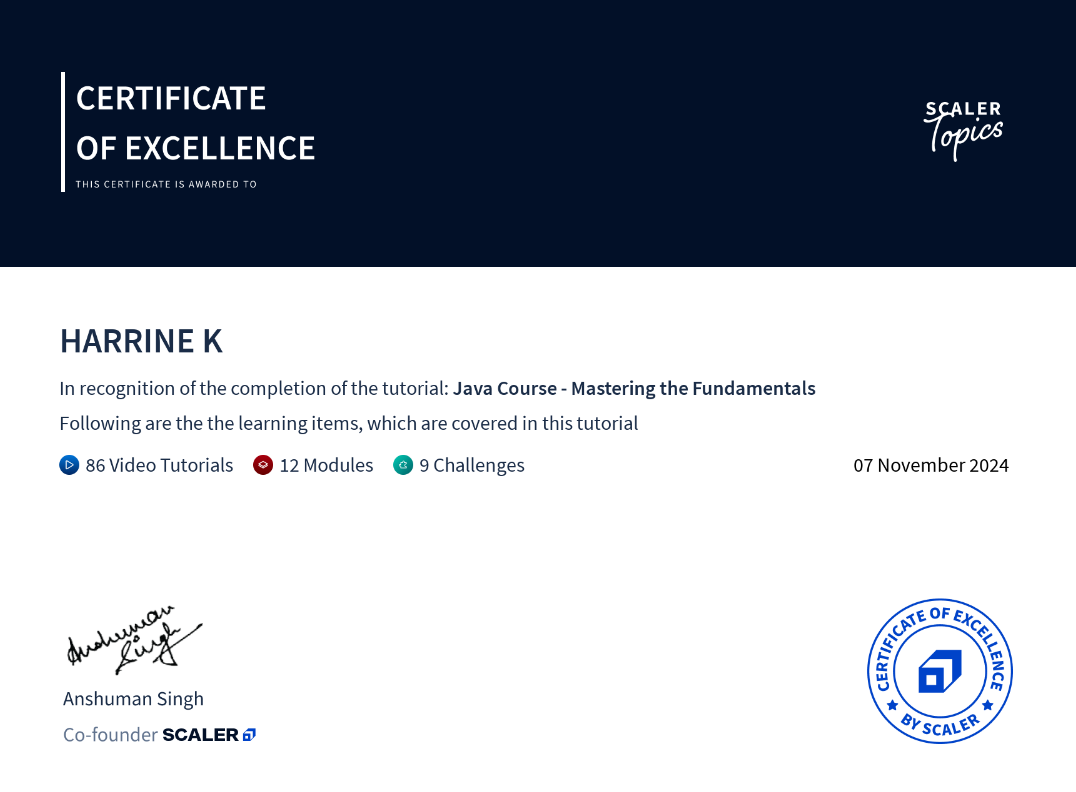 CERTIFICATE
OF EXCELLENCE
THIS CERTIFICATE IS AWARDED TO
SCALER
Topics
HARRINE K
In recognition of the completion of the tutorial: Java Course - Mastering the Fundamentals
Following are the the learning items, which are covered in this tutorial
86 Video Tutorials 12 Modules 9 Challenges
07 November 2024
Anshuman
Singh
Anshuman Singh
Co-founder SCALER
CERTIFICATE OF EXCELLENCE
BY SCALER